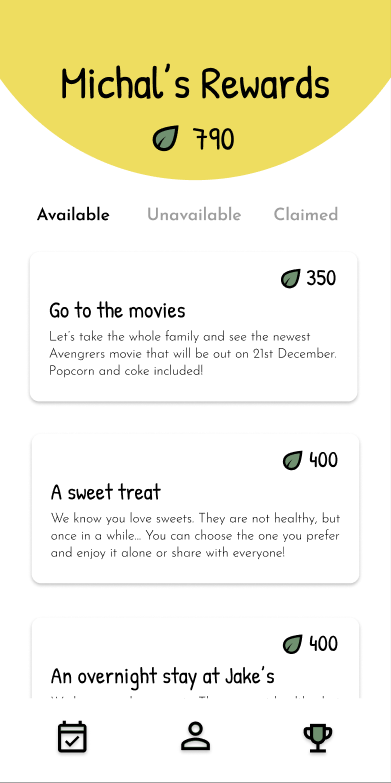 Michal's Rewards
790
Available Unavailable Claimed
350
Go to the movies
Let's take the whole family and see the newest
Avengrers movie that will be out on 21st December.
Popcorn and coke included!
400
A sweet treat
We know you love sweets. They are not healthy, but
once in a while... You can choose the one you prefer
and enjoy it alone or share with everyone!
400
An overnight stay at Jake's